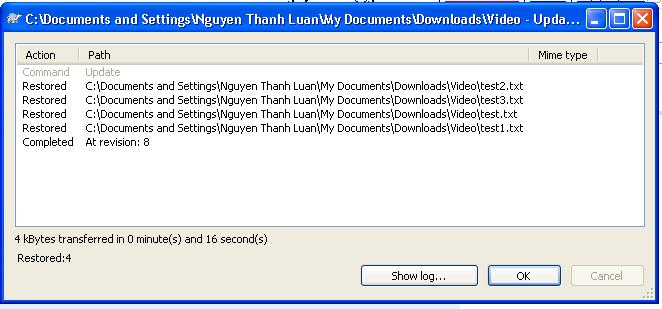 C:\Documents and Settings\Nguyen Thanh Luan\My Documents\Downloads\Video - Upda...
Action Path Mime type
Command Update
Restored C:\Documents and Settings\Nguyen Thanh Luan\My Documents\Downloads\Video\test2.txt
Restored C:\Documents and Settings\Nguyen Thanh Luan\My Documents\Downloads\Video\test3.txt
Restored C:\Documents and Settings\Nguyen Thanh Luan\My Documents\Downloads\Video\test.txt
Restored C:\Documents and Settings\Nguyen Thanh Luan\My Documents\Downloads\Video\test1.txt
Completed At revision: 8
4 kBytes transferred in 0 minute(s) and 16 second(s)
Restored:4
Show log... OK Cancel